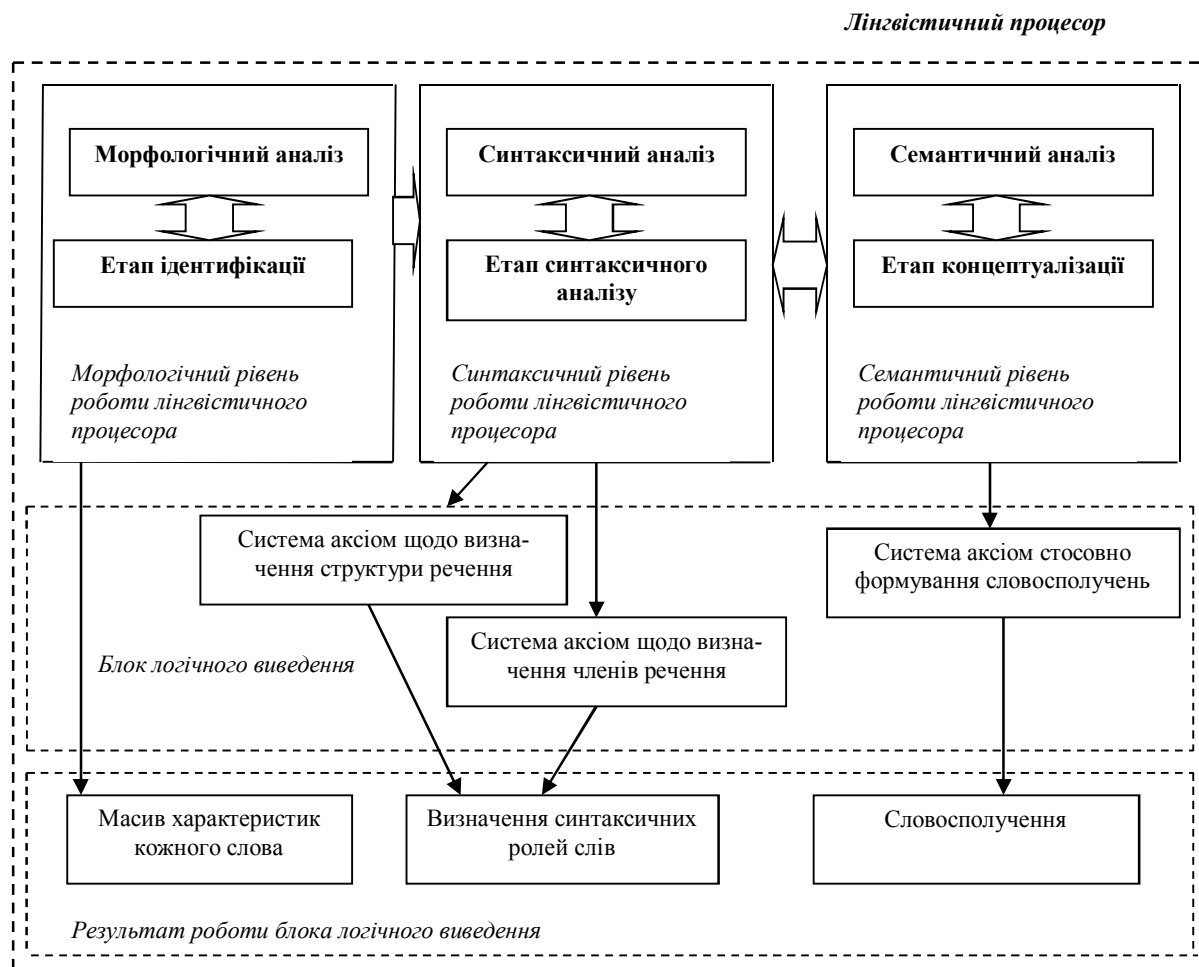 Лінгвістичний процесор
Морфологічний аналіз
Етап ідентифікації
Морфологічний рівень
роботи лінгвістичного
процесора
Синтаксичний аналіз
Етап синтаксичного
аналізу
Синтаксичний рівень
роботи лінгвістичного
процесора
Семантичний аналіз
Етап концептуалізації
Семантичний рівень
роботи лінгвістичного
процесора
Система аксіом щодо визна-
чення структури речення
Система аксіом стосовно
формування словосполучень
Система аксіом щодо визна-
чення членів речення
Блок логічного виведення
Масив характеристик
кожного слова
Визначення синтаксичних
ролей слів
Словосполучення
Результат роботи блока логічного виведення